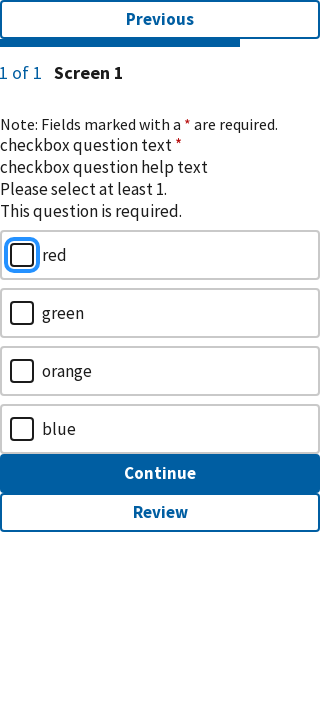 Previous
1 of 1 Screen 1
Note: Fields marked with a * are required.
checkbox question text *
checkbox question help text
Please select at least 1.
This question is required.
red
green
orange
blue
Continue
Review